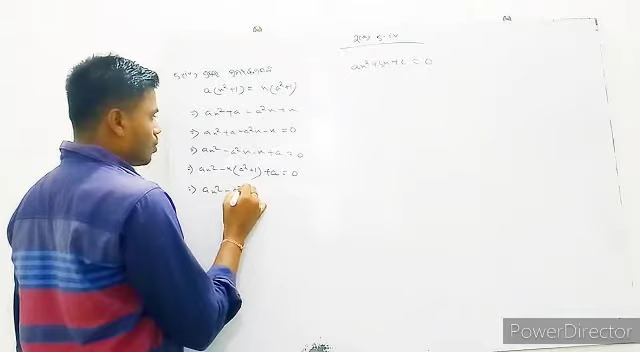 a(x²+1) = x(a²+1)
⇒ ax²+a = a²x+x
⇒ ax²+a-a²x-x=0
⇒ ax²-a²x-x+a=0
⇒ ax²-x(a²+1)+a=0
⇒ ax²-
ax²+bx+c=0
PowerDirector